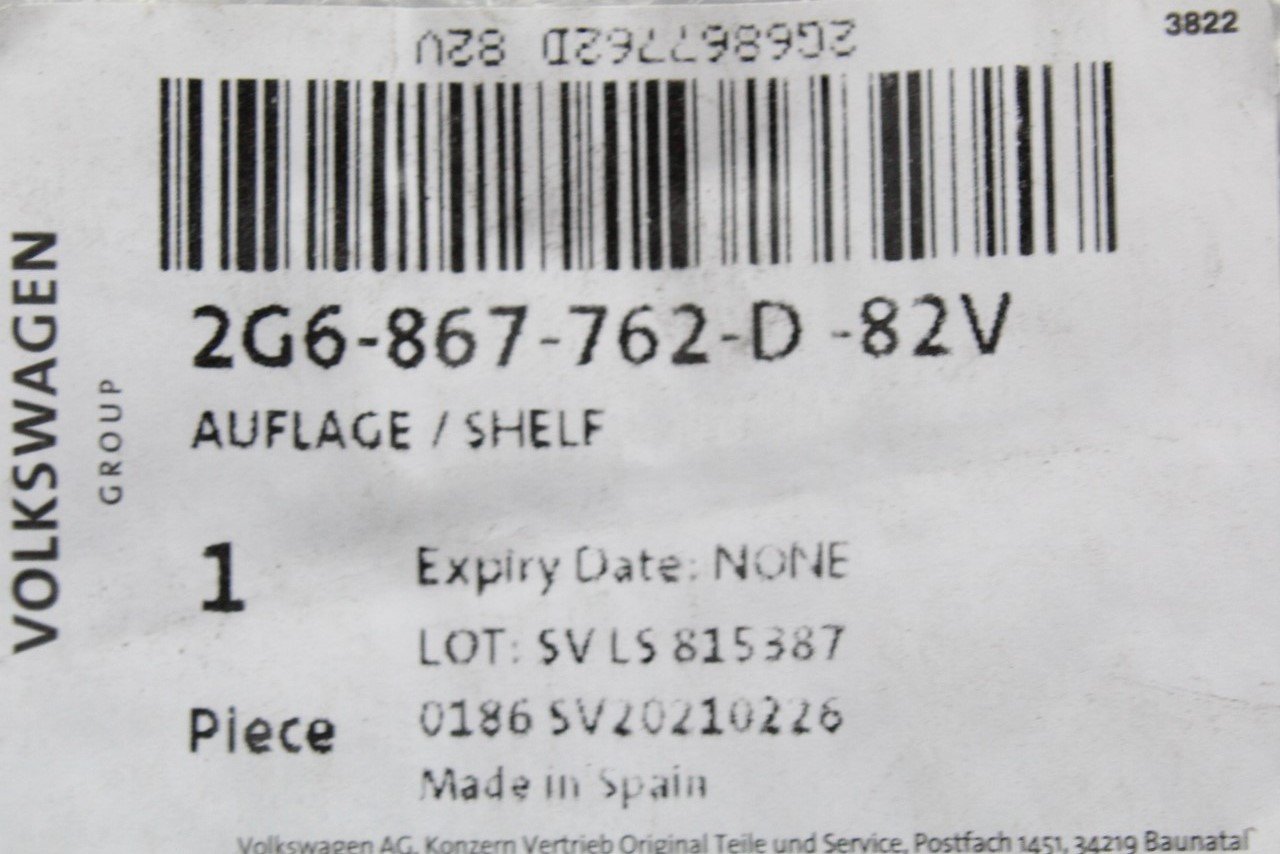 3822
2G6867762D 82V
2G6-867-762-D -82V
AUFLAGE / SHELF
VOLKSWAGEN
GROUP
1
Piece
Expiry Date: NONE
LOT: SV LS 815387
0186 SV20210226
Made in Spain
Volkswagen AG, Konzern Vertrieb Original Teile und Service, Postfach 1451, 34219 Baunatal